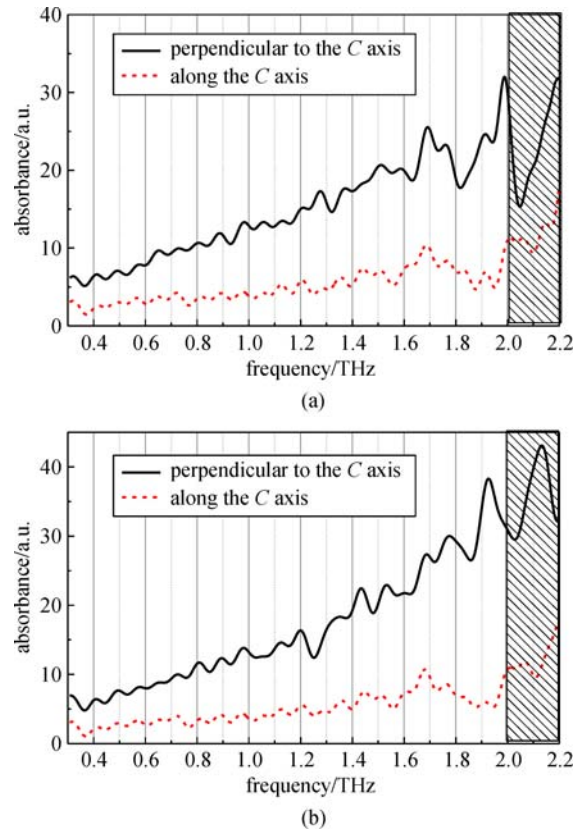 40
30
20
10
0
absorbance/a.u.
perpendicular to the C axis
along the C axis
0.4 0.6 0.8 1.0 1.2 1.4 1.6 1.8 2.0 2.2
frequency/THz
(a)
40
30
20
10
0
absorbance/a.u.
perpendicular to the C axis
along the C axis
0.4 0.6 0.8 1.0 1.2 1.4 1.6 1.8 2.0 2.2
frequency/THz
(b)